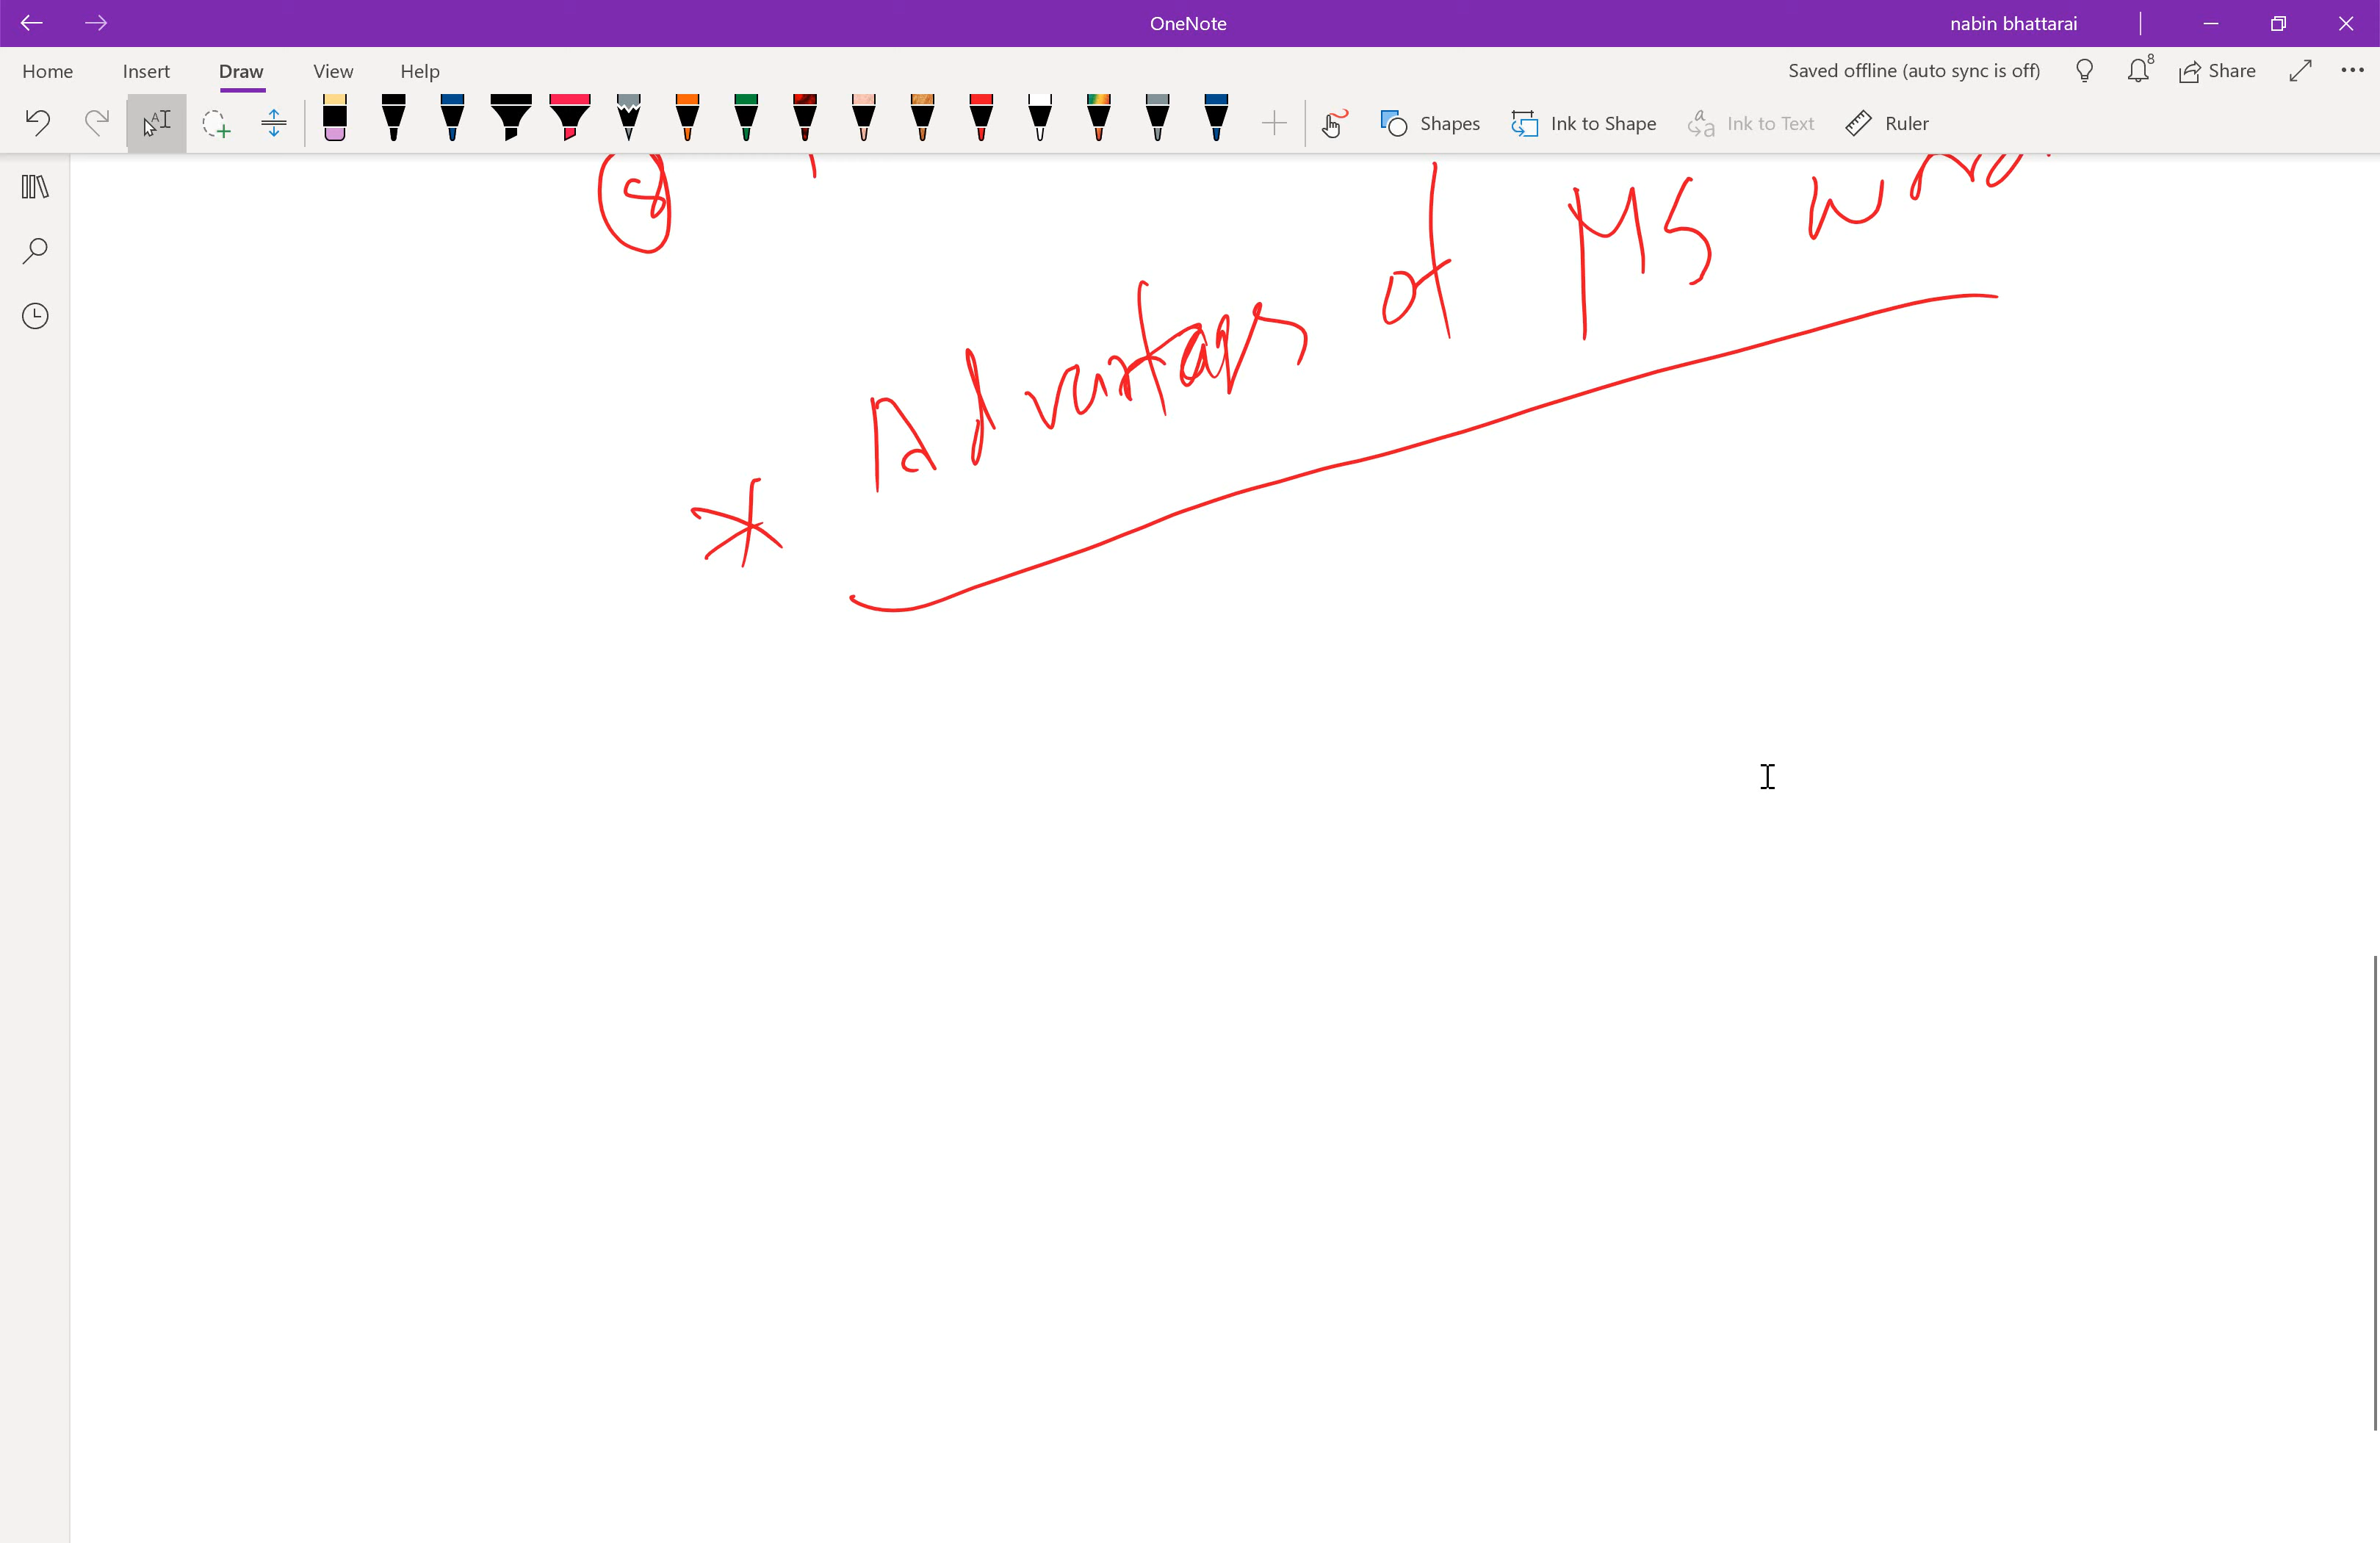 OneNote
nabin bhattarai
Home Insert Draw View Help
Saved offline (auto sync is off)
8
Share
Shapes
Ink to Shape
Ink to Text
Ruler
of MS
* Advantages